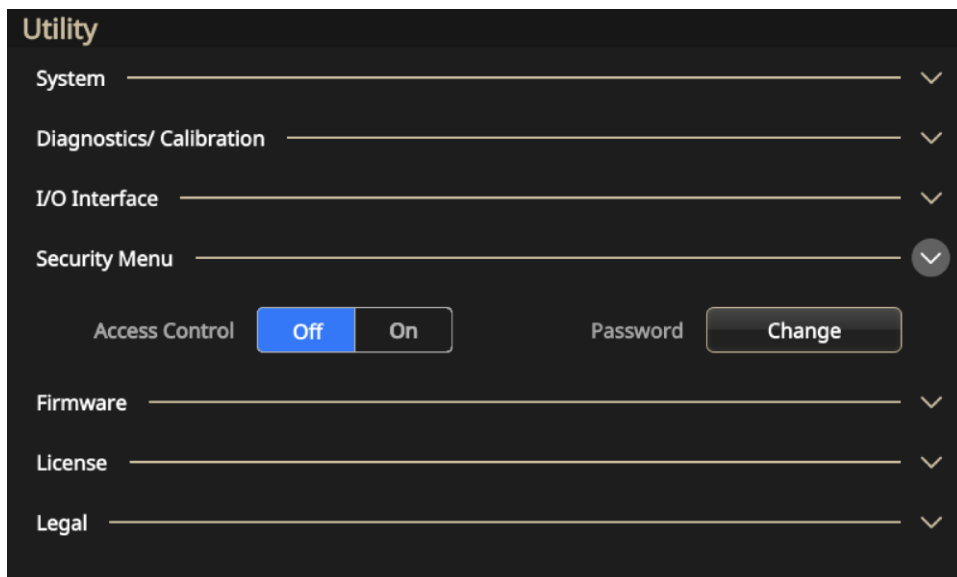 Utility
System
Diagnostics/ Calibration
I/O Interface
Security Menu
Access Control Off On Password Change
Firmware
License
Legal